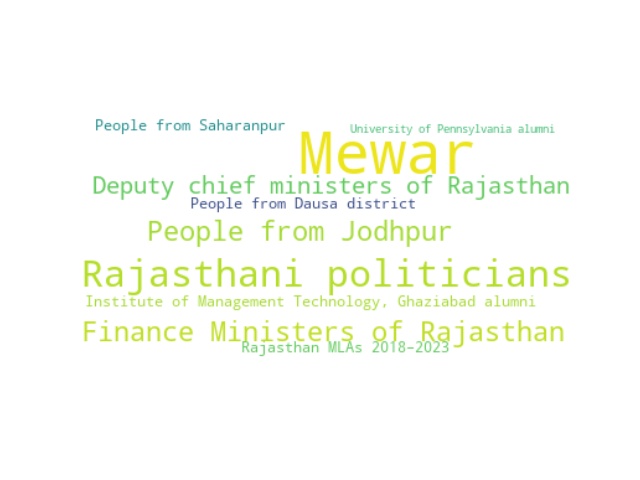 People from Saharanpur
University of Pennsylvania alumni
Mewar
Deputy chief ministers of Rajasthan
People from Dausa district
People from Jodhpur
Rajasthani politicians
Institute of Management Technology, Ghaziabad alumni
Finance Ministers of Rajasthan
Rajasthan MLAs 2018–2023